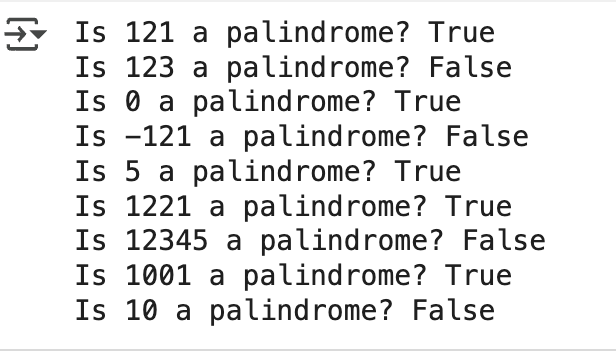 Is 121 a palindrome? True
Is 123 a palindrome? False
Is 0 a palindrome? True
Is -121 a palindrome? False
Is 5 a palindrome? True
Is 1221 a palindrome? True
Is 12345 a palindrome? False
Is 1001 a palindrome? True
Is 10 a palindrome? False